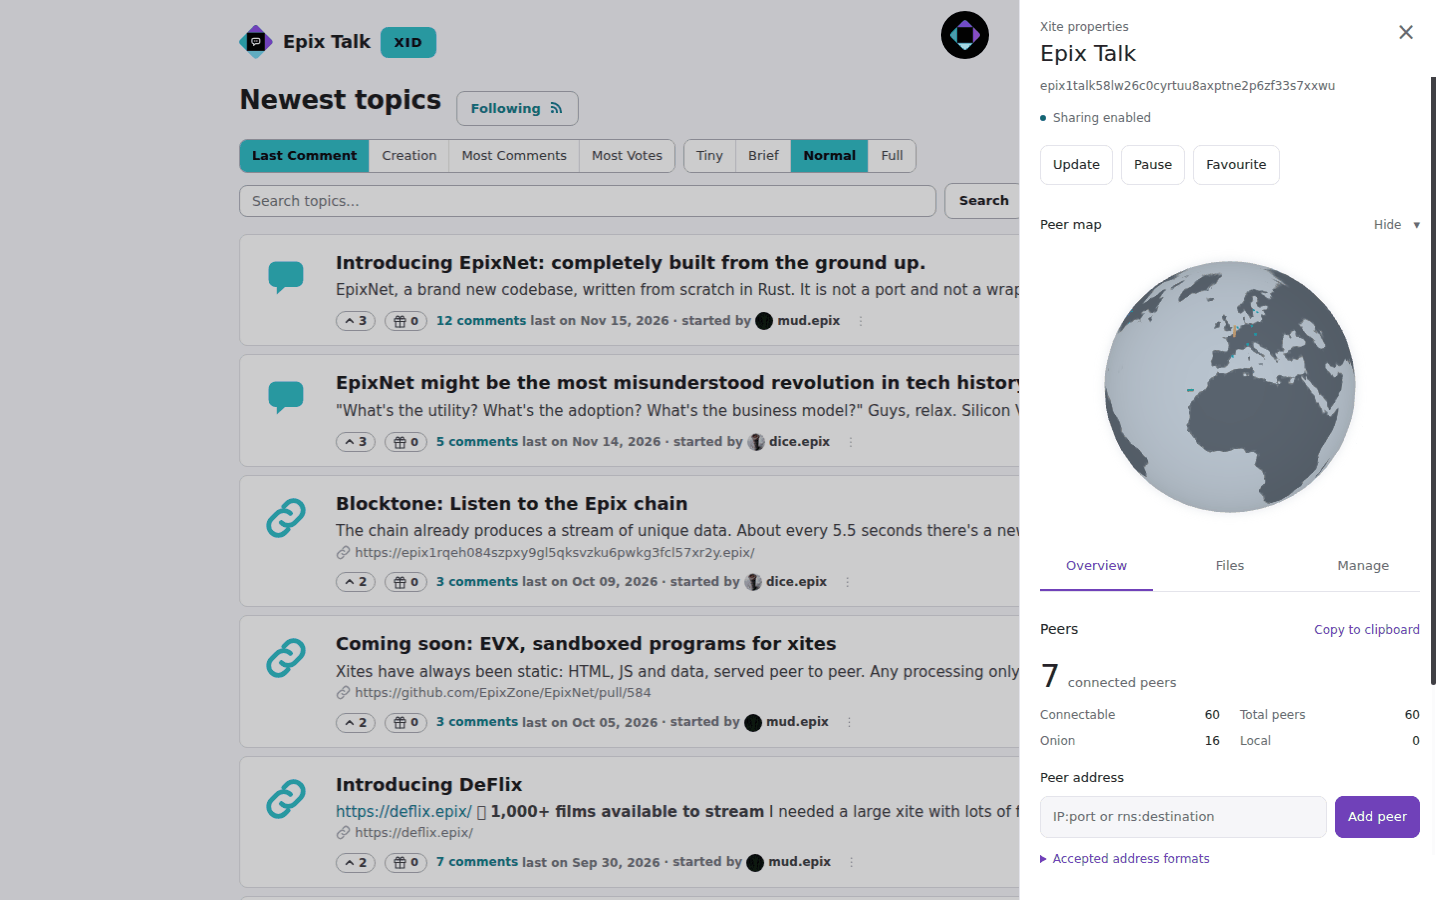 Epix Talk XID
Newest topics Following
Last Comment Creation Most Comments Most Votes Tiny Brief Normal Full
Search topics... Search
Introducing EpixNet: completely built from the ground up.
EpixNet, a brand new codebase, written from scratch in Rust. It is not a port and not a wrap
3 0 12 comments last on Nov 15, 2026 · started by mud.epix
EpixNet might be the most misunderstood revolution in tech history
"What's the utility? What's the adoption? What's the business model?" Guys, relax. Silicon
3 0 5 comments last on Nov 14, 2026 · started by dice.epix
Blocktone: Listen to the Epix chain
The chain already produces a stream of unique data. About every 5.5 seconds there's a new
https://epix1rqeh084szpxy9gl5qksvzku6pwkg3fcl57xr2y.epix/
2 0 3 comments last on Oct 09, 2026 · started by dice.epix
Coming soon: EVX, sandboxed programs for xites
Xites have always been static: HTML, JS and data, served peer to peer. Any processing only
https://github.com/EpixZone/EpixNet/pull/584
2 0 3 comments last on Oct 05, 2026 · started by mud.epix
Introducing DeFlix
https://deflix.epix/ 1,000+ films available to stream I needed a large xite with lots of
https://deflix.epix/
2 0 7 comments last on Sep 30, 2026 · started by mud.epix
Xite properties
Epix Talk
epix1talk58lw26c0cyrtuu8axptne2p6zf33s7xxwu
Sharing enabled
Update Pause Favourite
Peer map Hide
Overview Files Manage
Peers Copy to clipboard
7 connected peers
Connectable 60 Total peers 60
Onion 16 Local 0
Peer address
IP:port or rns:destination Add peer
Accepted address formats